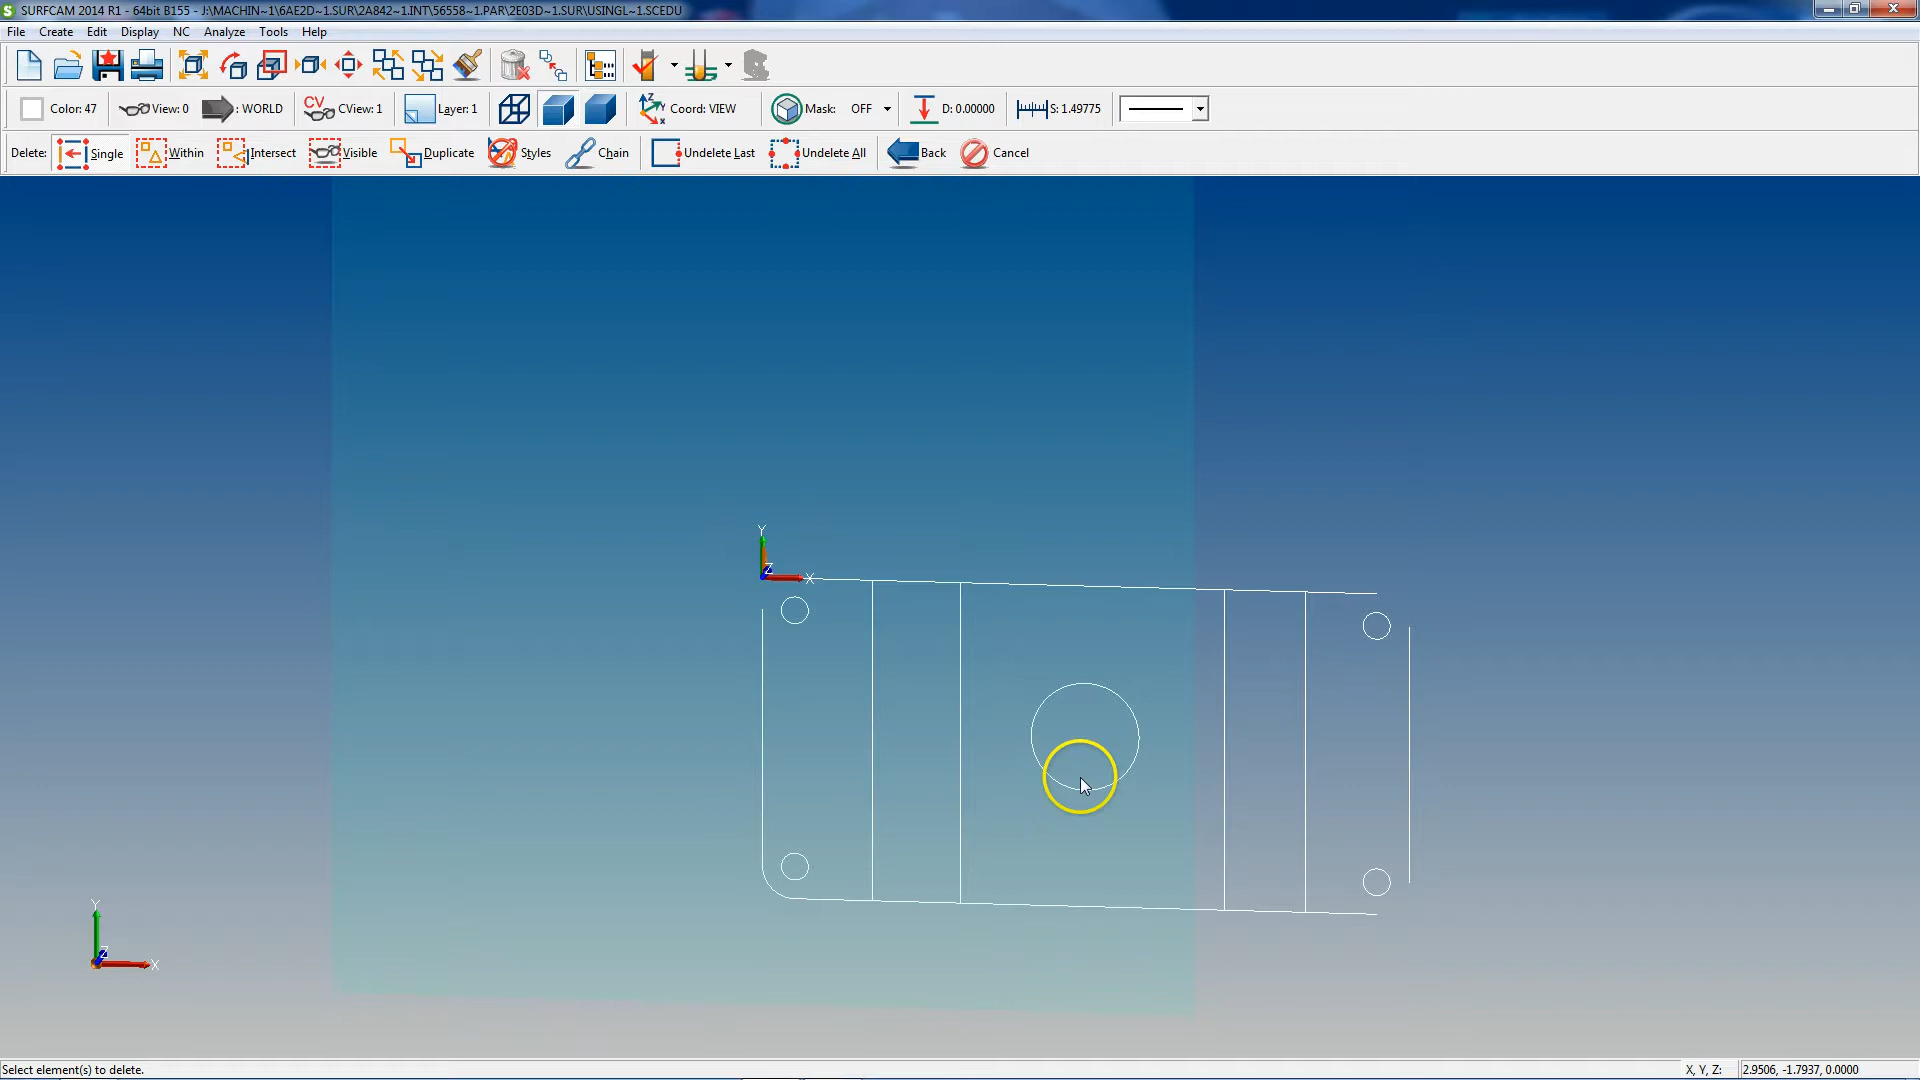 SURFCAM 2014 R1 - 64bit B155 - J:\MACHIN~1\6AE2D~1.SUR\2A842~1.INT\56558~1.PAR\2E03D~1.SUR\USINGL~1.SCEDU
File Create Edit Display NC Analyze Tools Help
Color: 47 View: 0 : WORLD CV CView: 1 Layer: 1 Z Y X Coord: VIEW Mask: OFF D: 0.00000 S: 1.49775
Delete: Single Within Intersect Visible Duplicate Styles Chain Undelete Last Undelete All Back Cancel
Y
Z
X
Y
Z
X
Select element(s) to delete. X, Y, Z: 2.9506, -1.7937, 0.0000